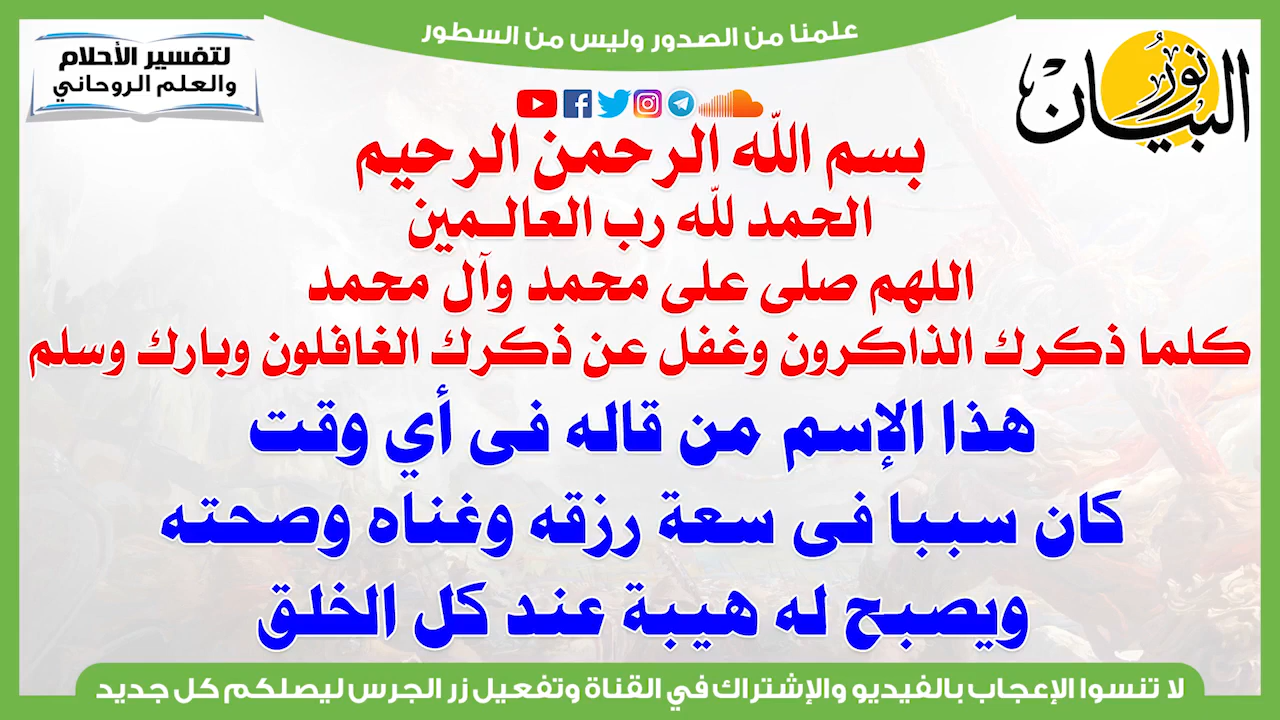 علمنا من الصدور وليس من السطور
نور البيان
لتفسير الأحلام
والعلم الروحاني
بسم الله الرحمن الرحيم
الحمد لله رب العالـمين
اللهم صلى على محمد وآل محمد
كلما ذكرك الذاكرون وغفل عن ذكرك الغافلون وبارك وسلم
هذا الإسم من قاله فى أي وقت
كان سببا فى سعة رزقه وغناه وصحته
ويصبح له هيبة عند كل الخلق
لا تنسوا الإعجاب بالفيديو والإشتراك في القناة وتفعيل زر الجرس ليصلكم كل جديد